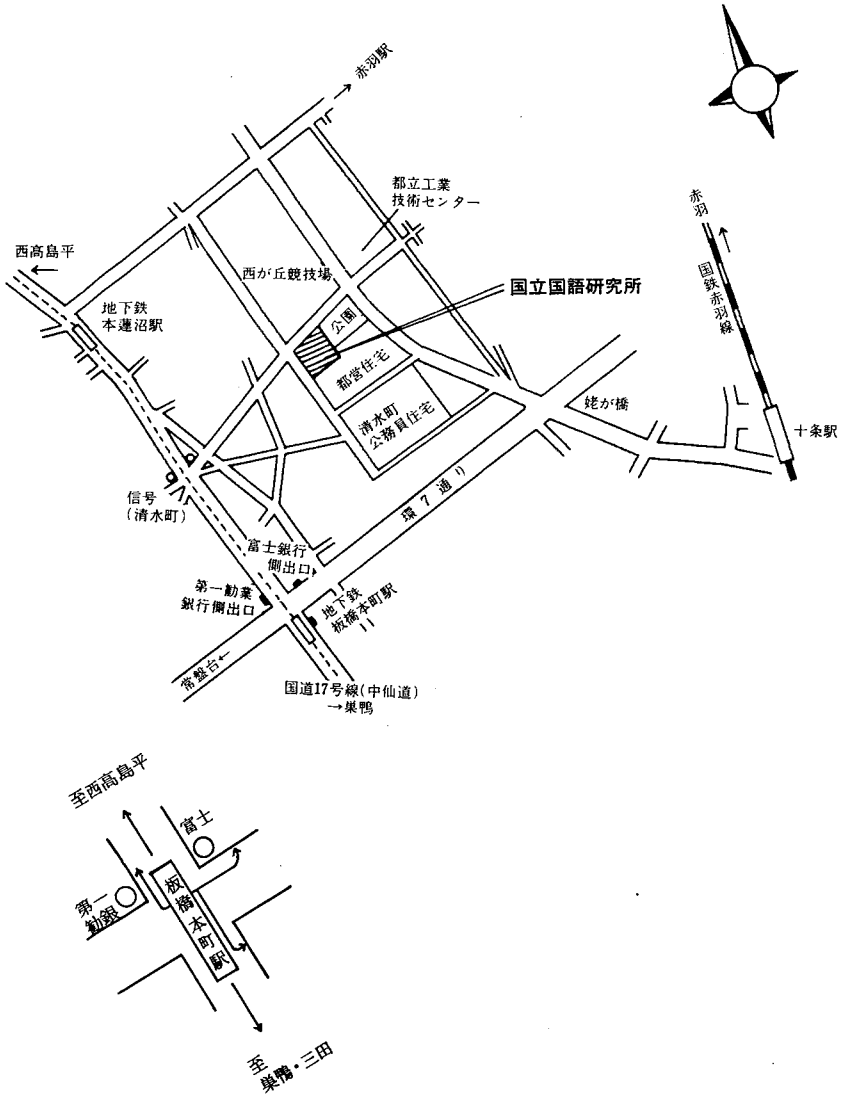 赤羽駅
都立工業
技術センター
赤羽
西高島平
西が丘競技場
国立国語研究所
国鉄赤羽線
地下鉄
本蓮沼駅
公園
都営住宅
清水町
公務員住宅
姥が橋
十条駅
信号
(清水町)
環7通り
富士銀行
側出口
第一勧業
銀行側出口
地下鉄
板橋本町駅
常盤台←
国道17号線(中仙道)
→巣鴨
至西高島平
富士
第一
勧銀
板橋本町駅
至
巣鴨・三田